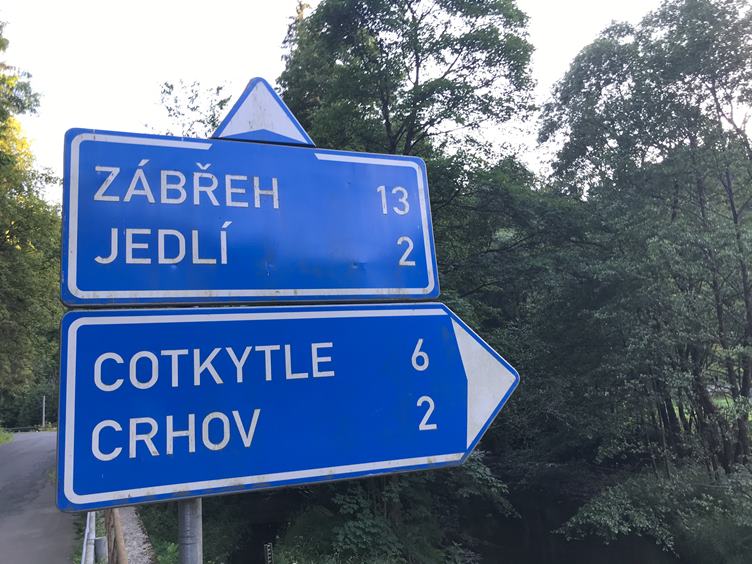 ZÁBŘEH 13
JEDLÍ 2
COTKYTLE 6
CRHOV 2